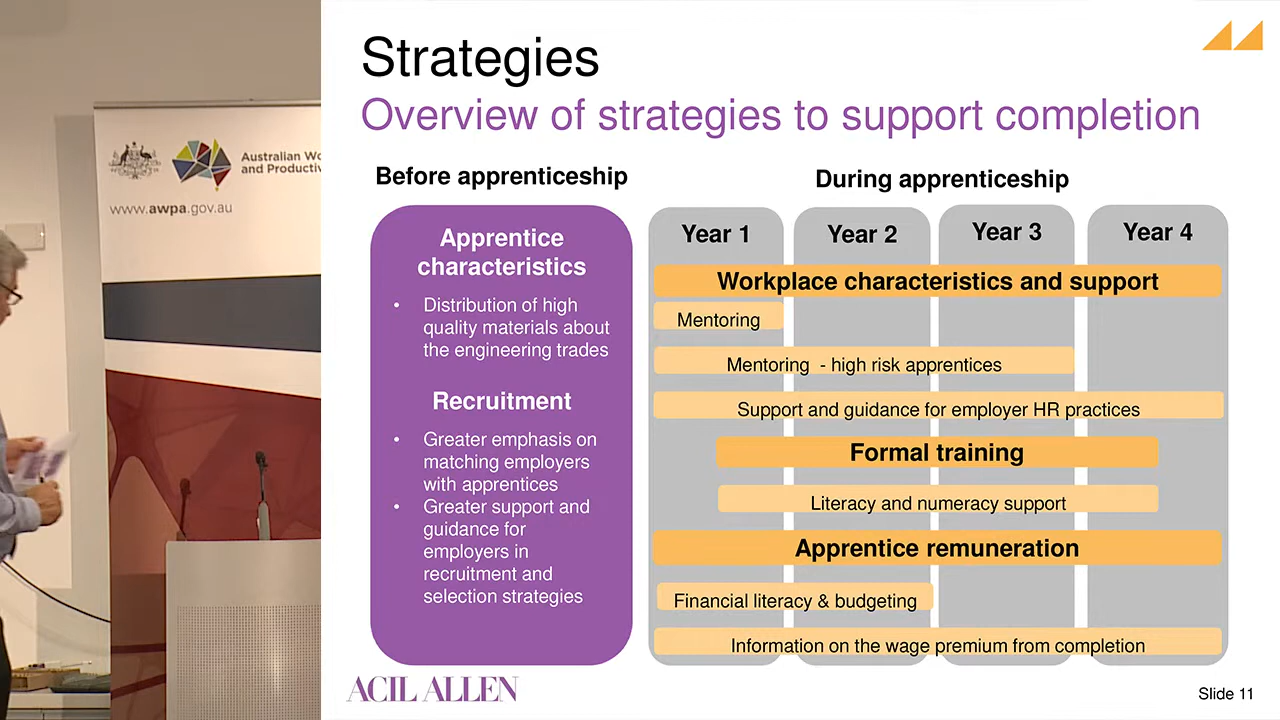 Australian
and
www.awpa.gov.au
Strategies
Overview of strategies to support completion
Before apprenticeship
During apprenticeship
Apprentice
characteristics
• Distribution of high
quality materials about
the engineering trades
Recruitment
• Greater emphasis on
matching employers
with apprentices
• Greater support and
guidance for
employers in
recruitment and
selection strategies
Year 1
Year 2
Year 3
Year 4
Workplace characteristics and support
Mentoring
Mentoring - high risk apprentices
Support and guidance for employer HR practices
Formal training
Literacy and numeracy support
Apprentice remuneration
Financial literacy & budgeting
Information on the wage premium from completion
ACIL ALLEN
Slide 11